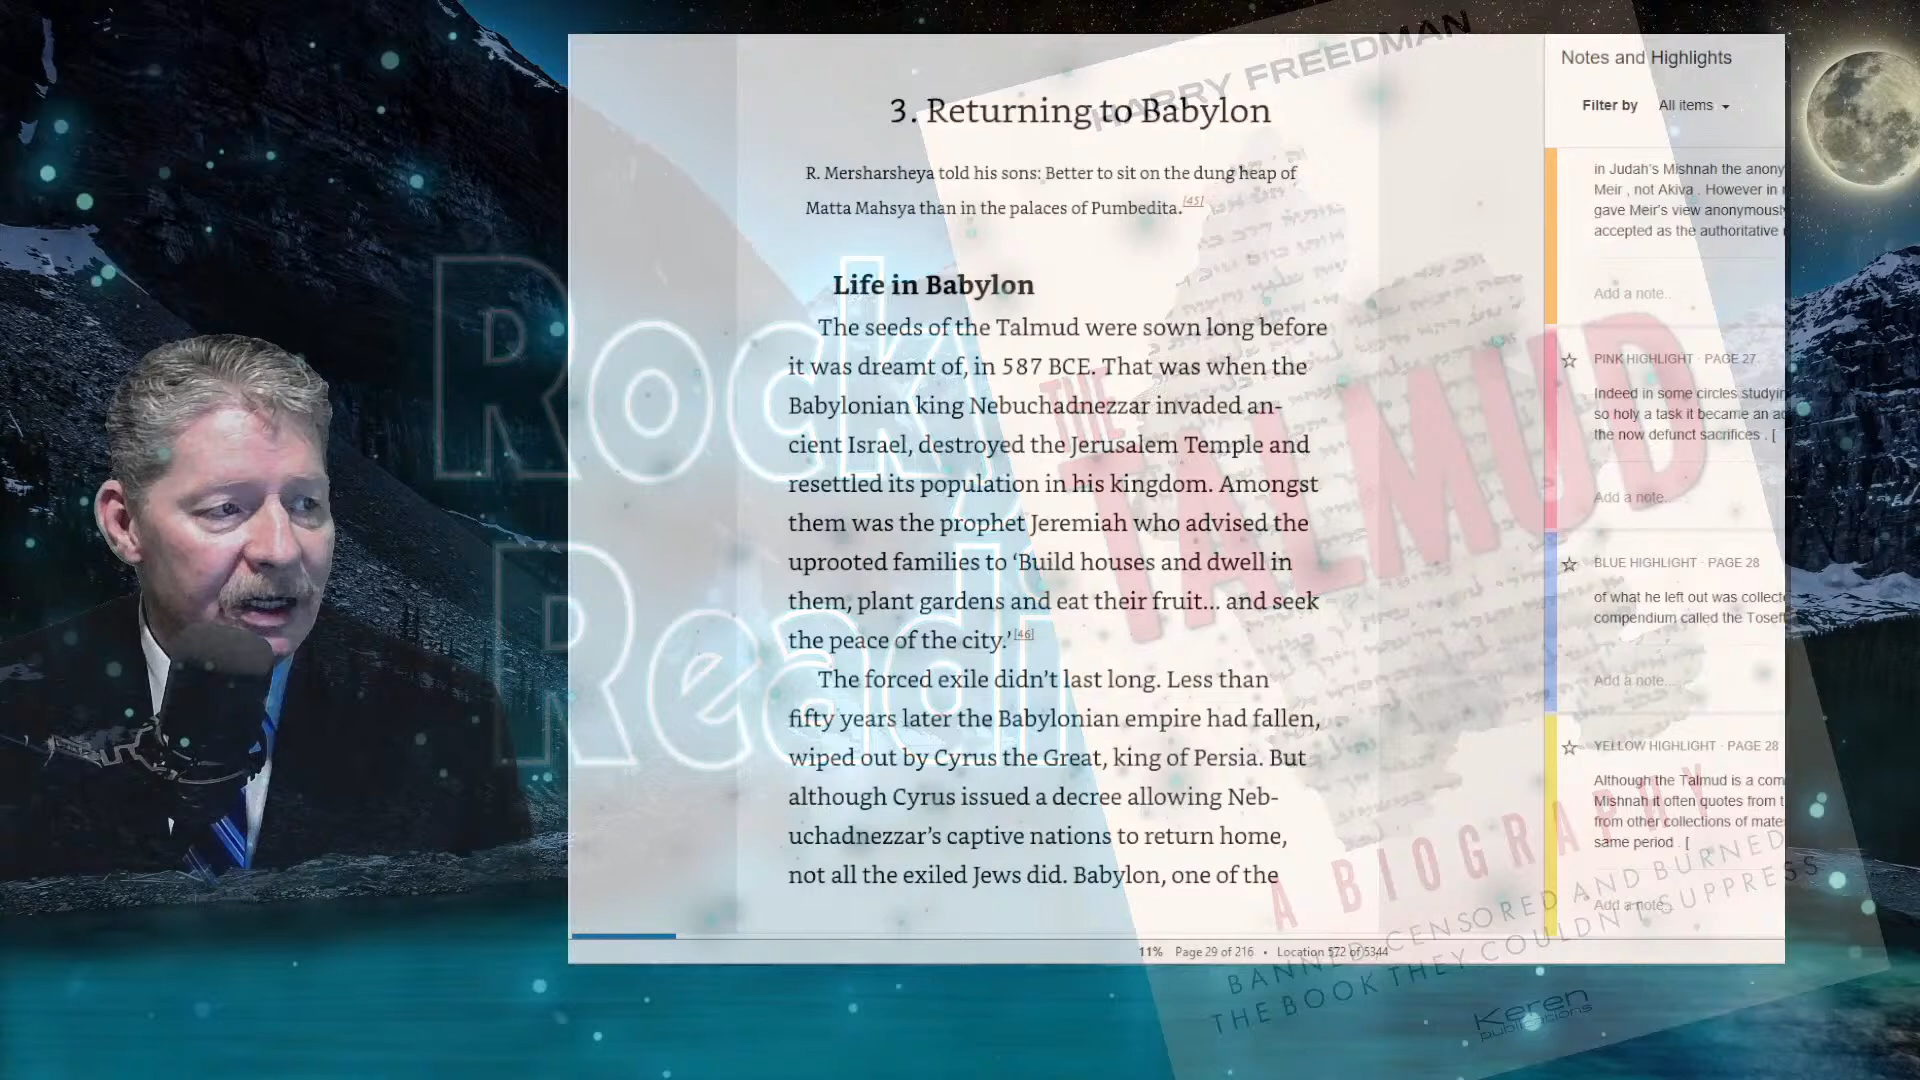 HARRY FREEDMAN
3. Returning to Babylon
R. Mersharsheya told his sons: Better to sit on the dung heap of
Matta Mahsya than in the palaces of Pumbedita.[45]
Life in Babylon
The seeds of the Talmud were sown long before
it was dreamt of, in 587 BCE. That was when the
Babylonian king Nebuchadnezzar invaded an-
cient Israel, destroyed the Jerusalem Temple and
resettled its population in his kingdom. Amongst
them was the prophet Jeremiah who advised the
uprooted families to ‘Build houses and dwell in
them, plant gardens and eat their fruit... and seek
the peace of the city.’[46]
The forced exile didn’t last long. Less than
fifty years later the Babylonian empire had fallen,
wiped out by Cyrus the Great, king of Persia. But
although Cyrus issued a decree allowing Neb-
uchadnezzar’s captive nations to return home,
not all the exiled Jews did. Babylon, one of the
11% Page 29 of 216 • Location 572 of 5344
Notes and Highlights
Filter by All items
in Judah's Mishnah the anony
Meir , not Akiva . However in
gave Meir's view anonymously
accepted as the authoritative
Add a note..
PINK HIGHLIGHT · PAGE 27
Indeed in some circles studyin
so holy a task it became an
the now defunct sacrifices . [
Add a note..
BLUE HIGHLIGHT · PAGE 28
of what he left out was collecte
compendium called the Tosef
Add a note...
YELLOW HIGHLIGHT · PAGE 28
Although the Talmud is a com
Mishnah it often quotes from t
from other collections of mate
same period . [
Add a note..
Rock,
Readi
THE
TALMUD
A BIOGRAPHY
BANNED, CENSORED AND BURNED
THE BOOK THEY COULDN'T SUPPRESS
Keren
publications